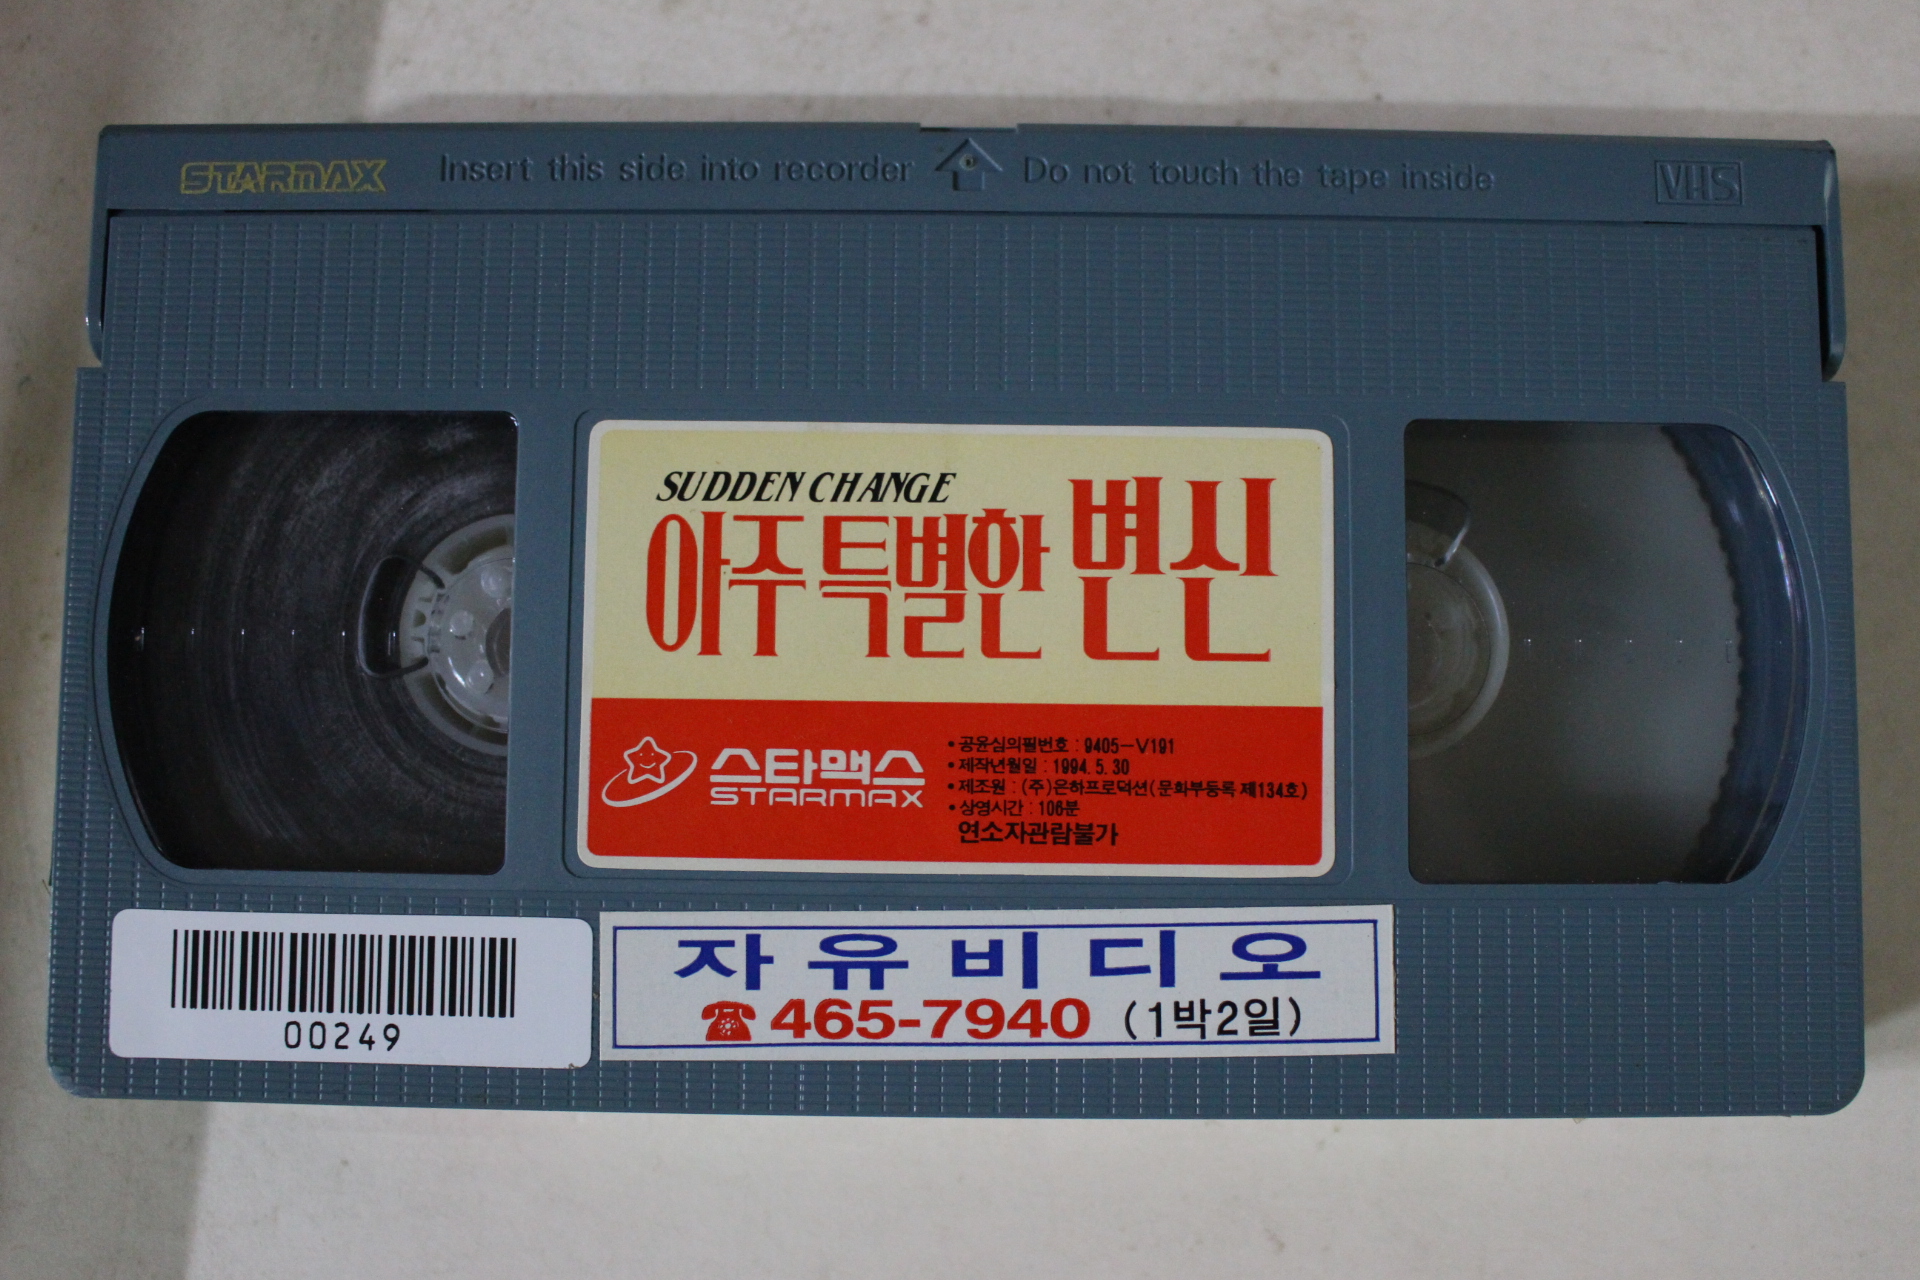 STARMAX Insert this side into recorder Do not touch the tape inside VHS
SUDDEN CHANGE
아주 특별한 변신
스타맥스
STARMAX
• 공윤심의필번호 : 9405-V191
• 제작년월일 : 1994. 5. 30
• 제조원 : (주)은하프로덕션(문화부등록 제134호)
• 상영시간 : 106분
연소자관람불가
00249
자유비디오
☎465-7940 (1박2일)